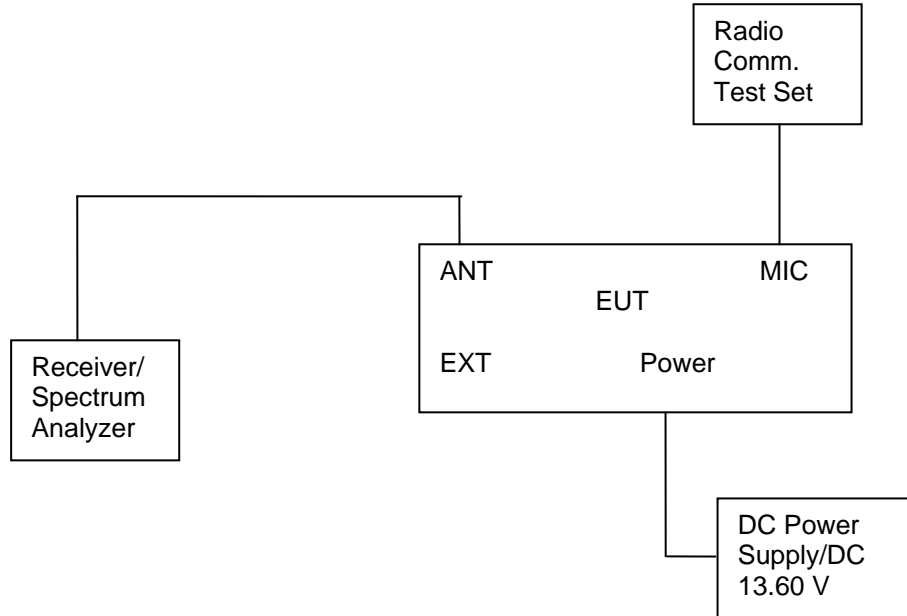 Radio
Comm.
Test Set
ANT
MIC
EUT
EXT
Power
Receiver/
Spectrum
Analyzer
DC Power
Supply/DC
13.60 V